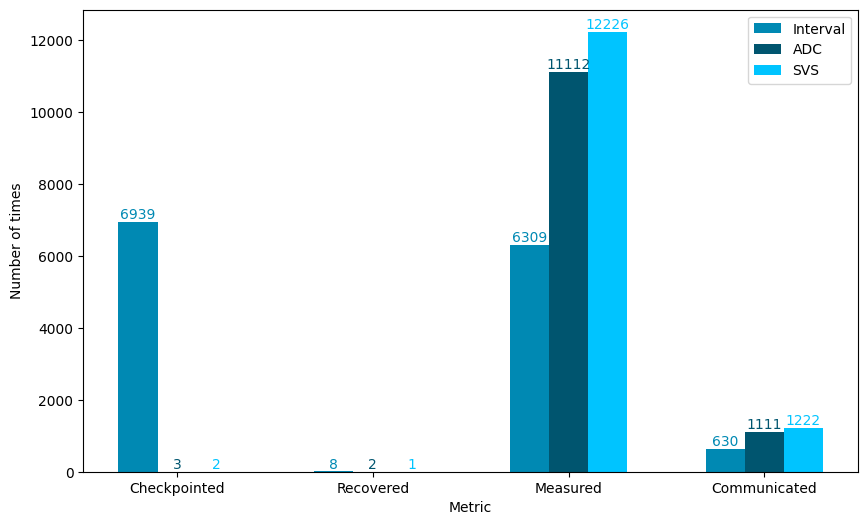 12226
12000
11112
10000
8000
6939
6309
6000
4000
2000
1222
1111
630
3
2
8
2
1
0
Checkpointed
Recovered
Measured
Communicated
Metric
Number of times
Interval
ADC
SVS